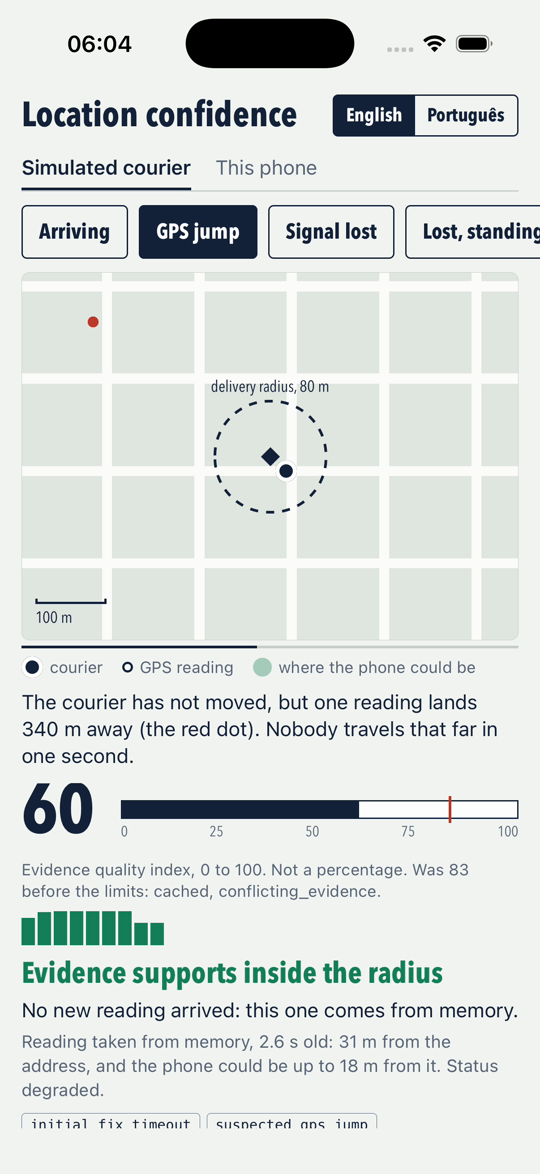 06:04
Location confidence
English
Português
Simulated courier
This phone
Arriving
GPS jump
Signal lost
Lost, standing
delivery radius, 80 m
100 m
courier
GPS reading
where the phone could be
The courier has not moved, but one reading lands
340 m away (the red dot). Nobody travels that far in
one second.
60
0 25 50 75 100
Evidence quality index, 0 to 100. Not a percentage. Was 83
before the limits: cached, conflicting_evidence.
Evidence supports inside the radius
No new reading arrived: this one comes from memory.
Reading taken from memory, 2.6 s old: 31 m from the
address, and the phone could be up to 18 m from it. Status
degraded.
initial_fix_timeout
suspected_gps_jump